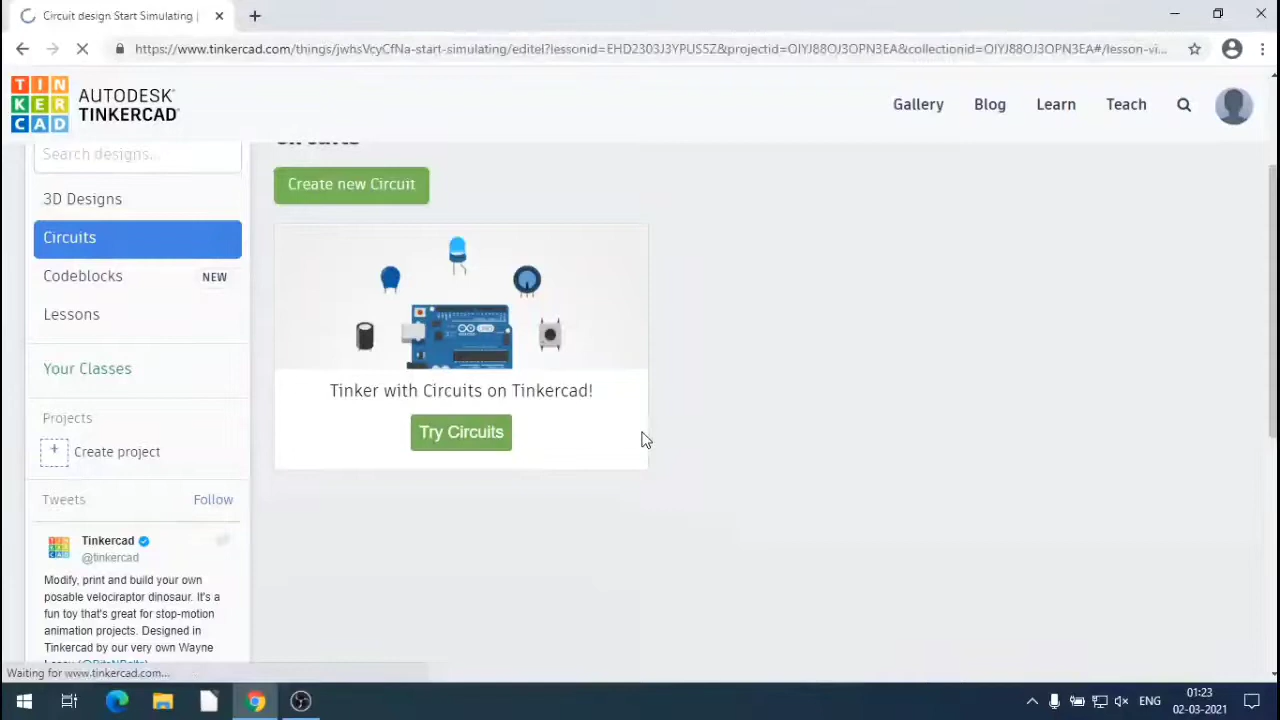 Circuit design Start Simulating |
https://www.tinkercad.com/things/jwhsVcyCfNa-start-simulating/editel?lessonid=EHD2303J3YPUS5Z&projectid=OIYJ88OJ3OPN3EA&collectionid=OIYJ88OJ3OPN3EA#/lesson-vi...
TIN
KER
CAD
AUTODESK
TINKERCAD
Gallery
Blog
Learn
Teach
Circuits
Search designs...
Create new Circuit
3D Designs
Circuits
Codeblocks
NEW
Lessons
Your Classes
Tinker with Circuits on Tinkercad!
Try Circuits
Projects
Create project
Tweets
Follow
Tinkercad
@tinkercad
Modify, print and build your own
posable velociraptor dinosaur. It's a
fun toy that's great for stop-motion
animation projects. Designed in
Tinkercad by our very own Wayne
Waiting for www.tinkercad.com...
ENG
01:23
02-03-2021